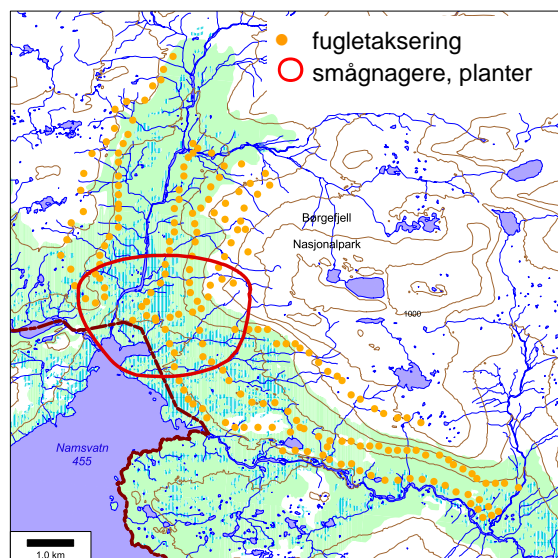 fugletaksering
smågnagere, planter
Børgefjell
Nasjonalpark
1000
Namsvatn
455
1.0 km